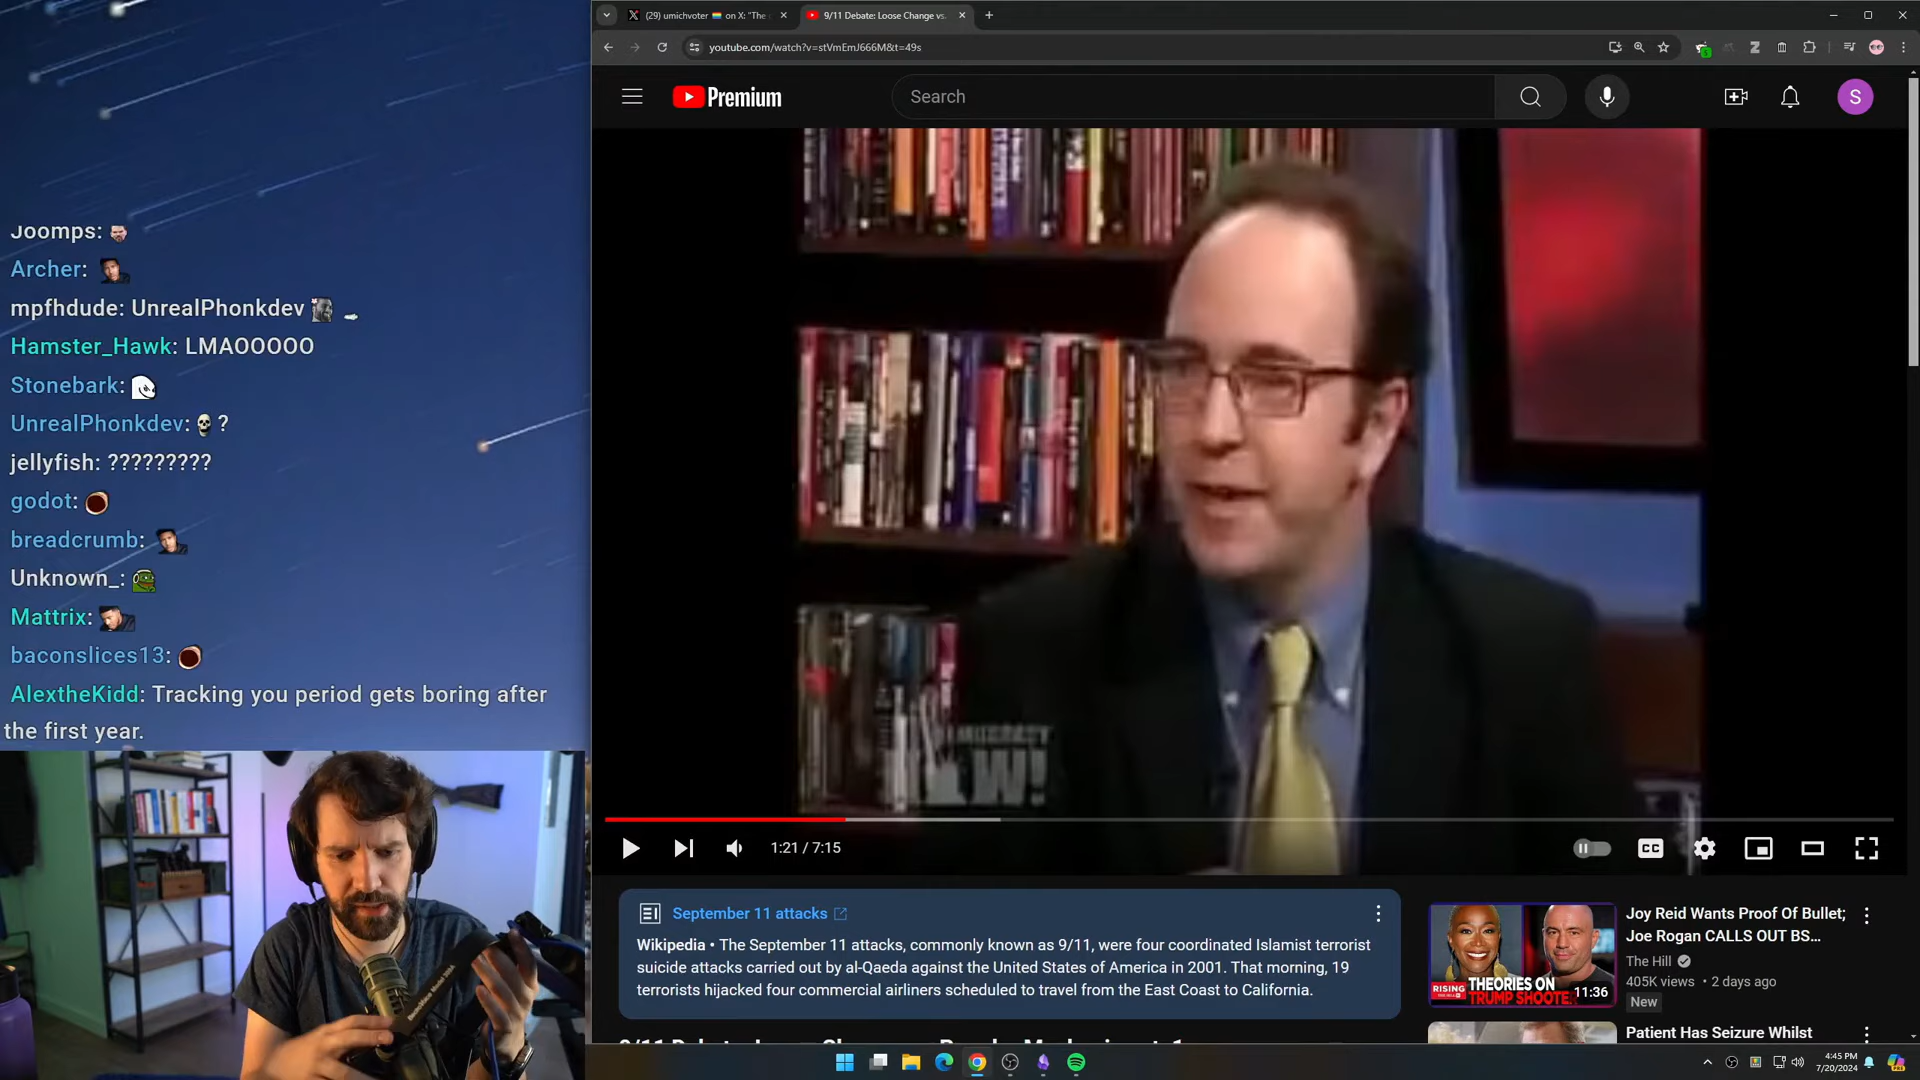 (29) umichvoter on X: "The
9/11 Debate: Loose Change vs.
youtube.com/watch?v=stVmEmJ666M&t=49s
Premium
Search
S
Joomps:
Archer:
mpfhdude: UnrealPhonkdev
Hamster_Hawk: LMAOOOOO
Stonebark:
UnrealPhonkdev: ?
jellyfish: ?????????
godot:
breadcrumb:
Unknown_:
Mattrix:
baconslices13:
AlextheKidd: Tracking you period gets boring after
the first year.
1:21 / 7:15
CC
September 11 attacks
Wikipedia • The September 11 attacks, commonly known as 9/11, were four coordinated Islamist terrorist
suicide attacks carried out by al-Qaeda against the United States of America in 2001. That morning, 19
terrorists hijacked four commercial airliners scheduled to travel from the East Coast to California.
RISING
THEORIES ON
TRUMP SHOOTE
11:36
Joy Reid Wants Proof Of Bullet;
Joe Rogan CALLS OUT BS...
The Hill
405K views • 2 days ago
New
Patient Has Seizure Whilst
4:45 PM
7/20/2024